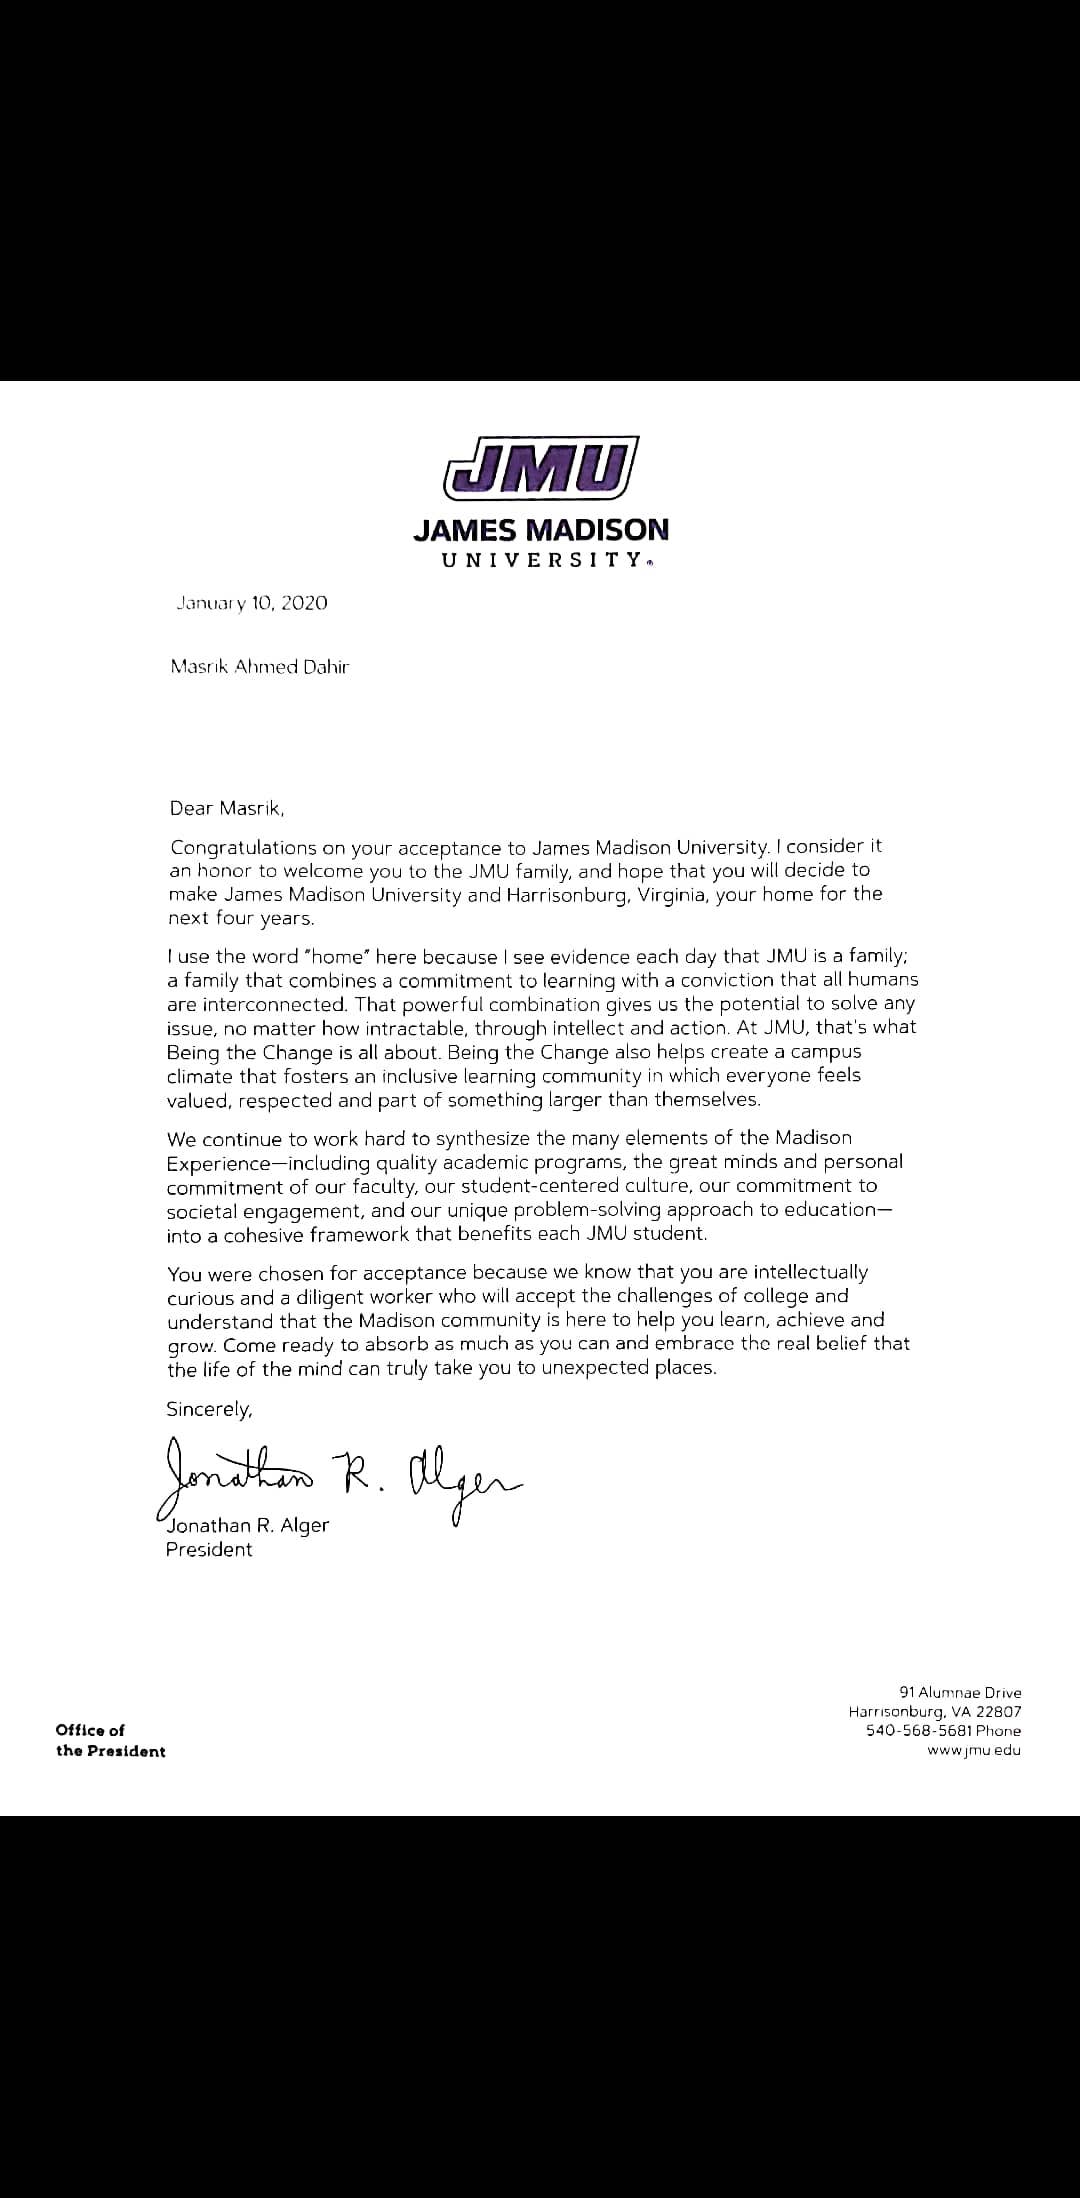 JMU
JAMES MADISON
UNIVERSITY®
January 10, 2020
Masrik Ahmed Dahir
Dear Masrik,
Congratulations on your acceptance to James Madison University. I consider it
an honor to welcome you to the JMU family, and hope that you will decide to
make James Madison University and Harrisonburg, Virginia, your home for the
next four years.
I use the word "home" here because I see evidence each day that JMU is a family;
a family that combines a commitment to learning with a conviction that all humans
are interconnected. That powerful combination gives us the potential to solve any
issue, no matter how intractable, through intellect and action. At JMU, that's what
Being the Change is all about. Being the Change also helps create a campus
climate that fosters an inclusive learning community in which everyone feels
valued, respected and part of something larger than themselves.
We continue to work hard to synthesize the many elements of the Madison
Experience—including quality academic programs, the great minds and personal
commitment of our faculty, our student-centered culture, our commitment to
societal engagement, and our unique problem-solving approach to education—
into a cohesive framework that benefits each JMU student.
You were chosen for acceptance because we know that you are intellectually
curious and a diligent worker who will accept the challenges of college and
understand that the Madison community is here to help you learn, achieve and
grow. Come ready to absorb as much as you can and embrace the real belief that
the life of the mind can truly take you to unexpected places.
Sincerely,
Jonathan R. Alger
Jonathan R. Alger
President
Office of
the President
91 Alumnae Drive
Harrisonburg, VA 22807
540-568-5681 Phone
www.jmu.edu